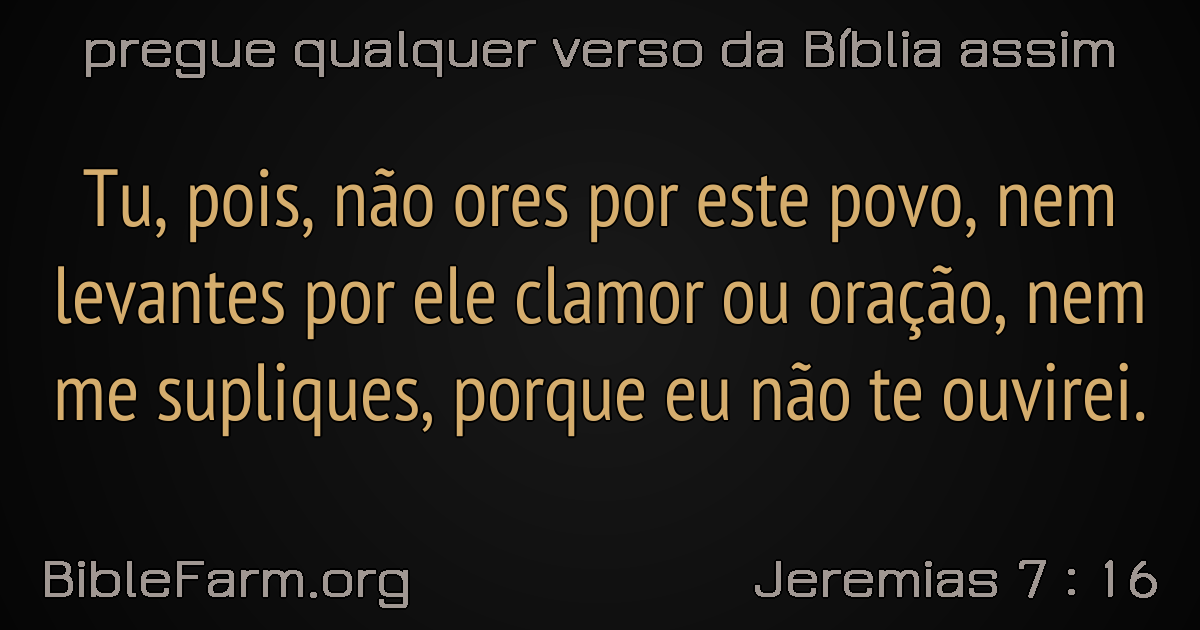 pregue qualquer verso da Bíblia assim
Tu, pois, não ores por este povo, nem
levantes por ele clamor ou oração, nem
me supliques, porque eu não te ouvirei.
BibleFarm.org
Jeremias 7 : 16